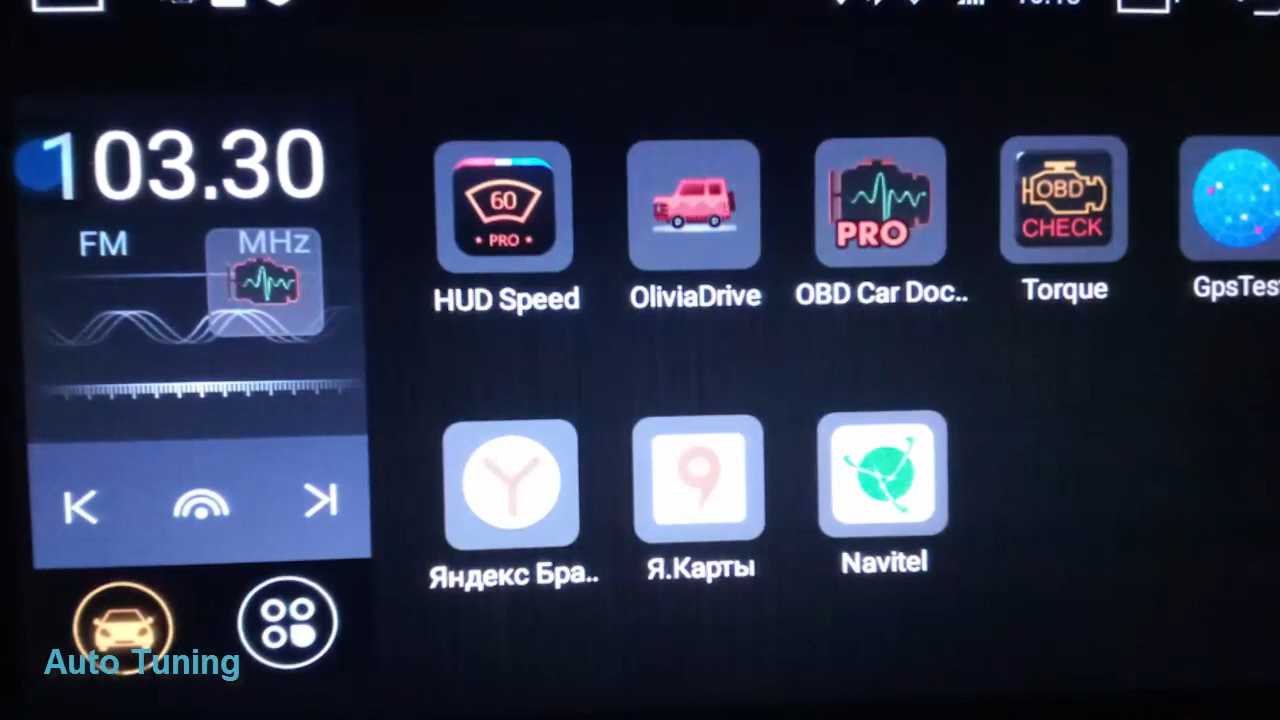 103.30
FM
MHz
60
PRO
PRO
OBD
CHECK
HUD Speed
OliviaDrive
OBD Car Doc..
Torque
GpsTest
Яндекс Бра..
Я.Карты
Navitel
Auto Tuning